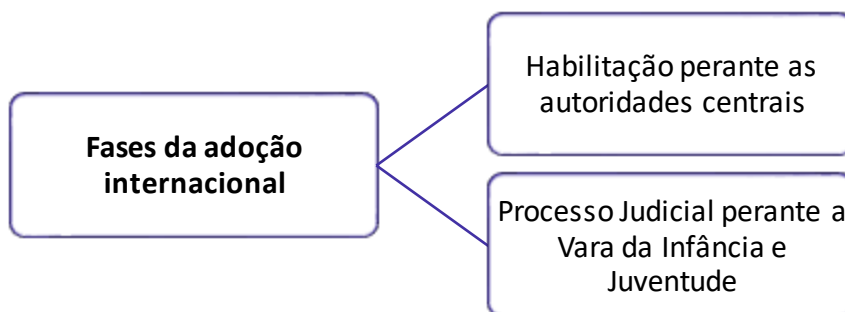 Fases da adoção
internacional
Habilitação perante as
autoridades centrais
Processo Judicial perante a
Vara da Infância e
Juventude